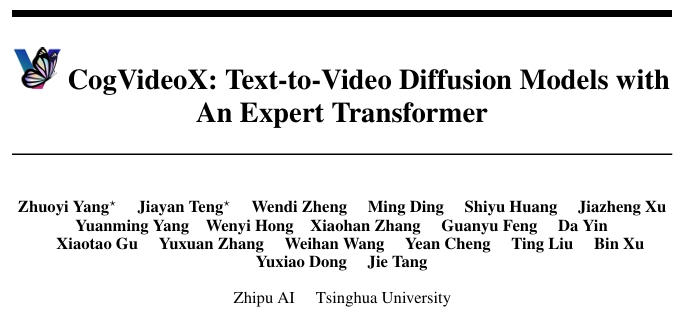 CogVideoX: Text-to-Video Diffusion Models with
An Expert Transformer
Zhuoyi Yang* Jiayan Teng* Wendi Zheng Ming Ding Shiyu Huang Jiazheng Xu
Yuanming Yang Wenyi Hong Xiaohan Zhang Guanyu Feng Da Yin
Xiaotao Gu Yuxuan Zhang Weihan Wang Yean Cheng Ting Liu Bin Xu
Yuxiao Dong Jie Tang
Zhipu AI Tsinghua University